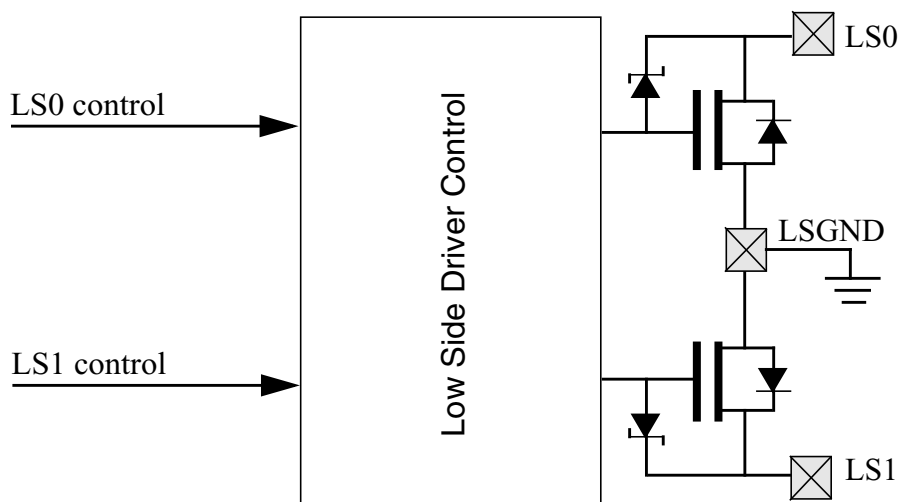 LS0
LS0 control
Low Side Driver Control
LSGND
LS1 control
LS1